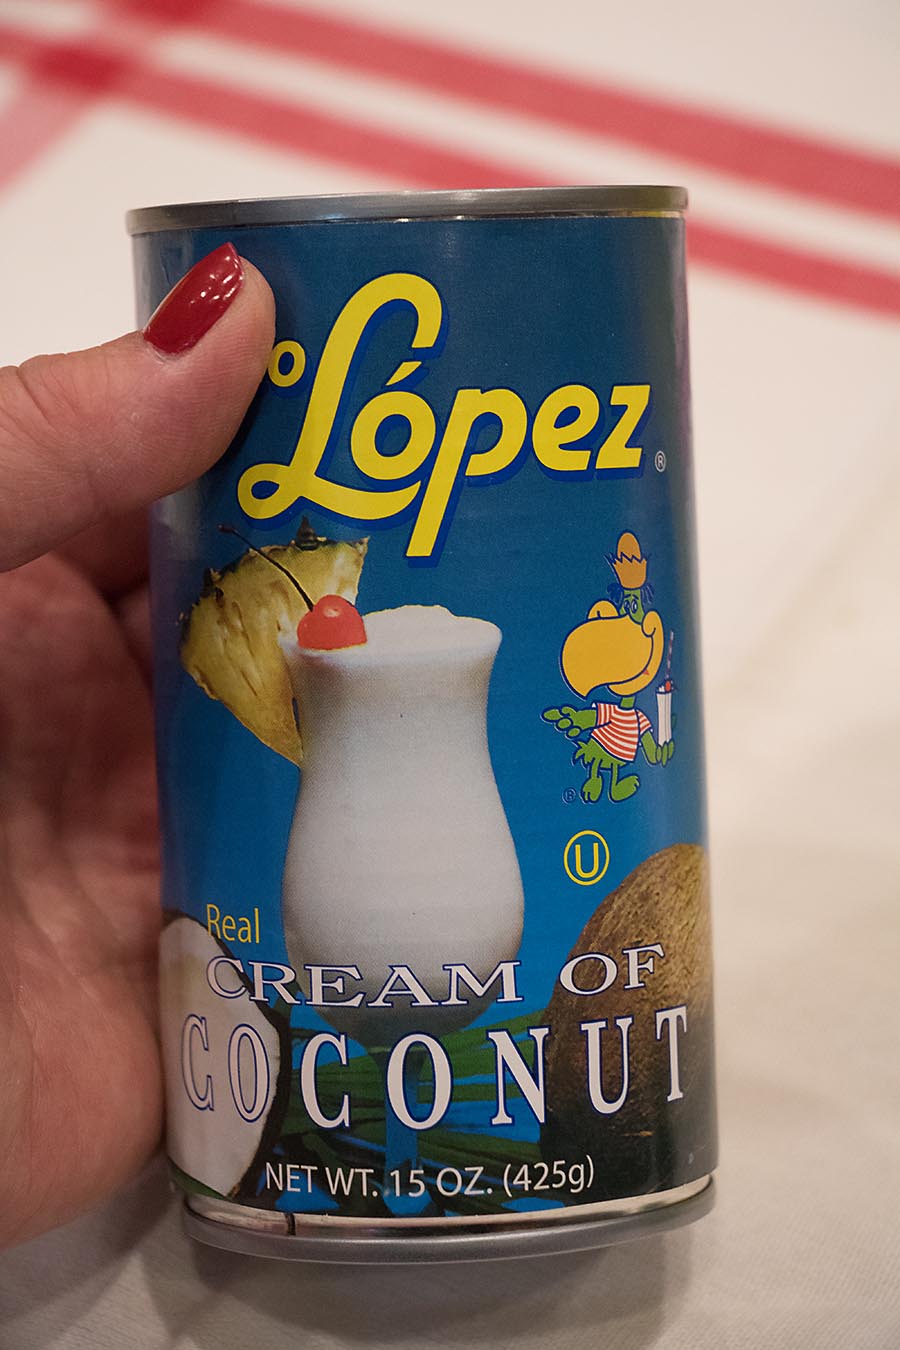 o López ®
®
U
Real
CREAM OF
COCONUT
NET WT. 15 OZ. (425g)